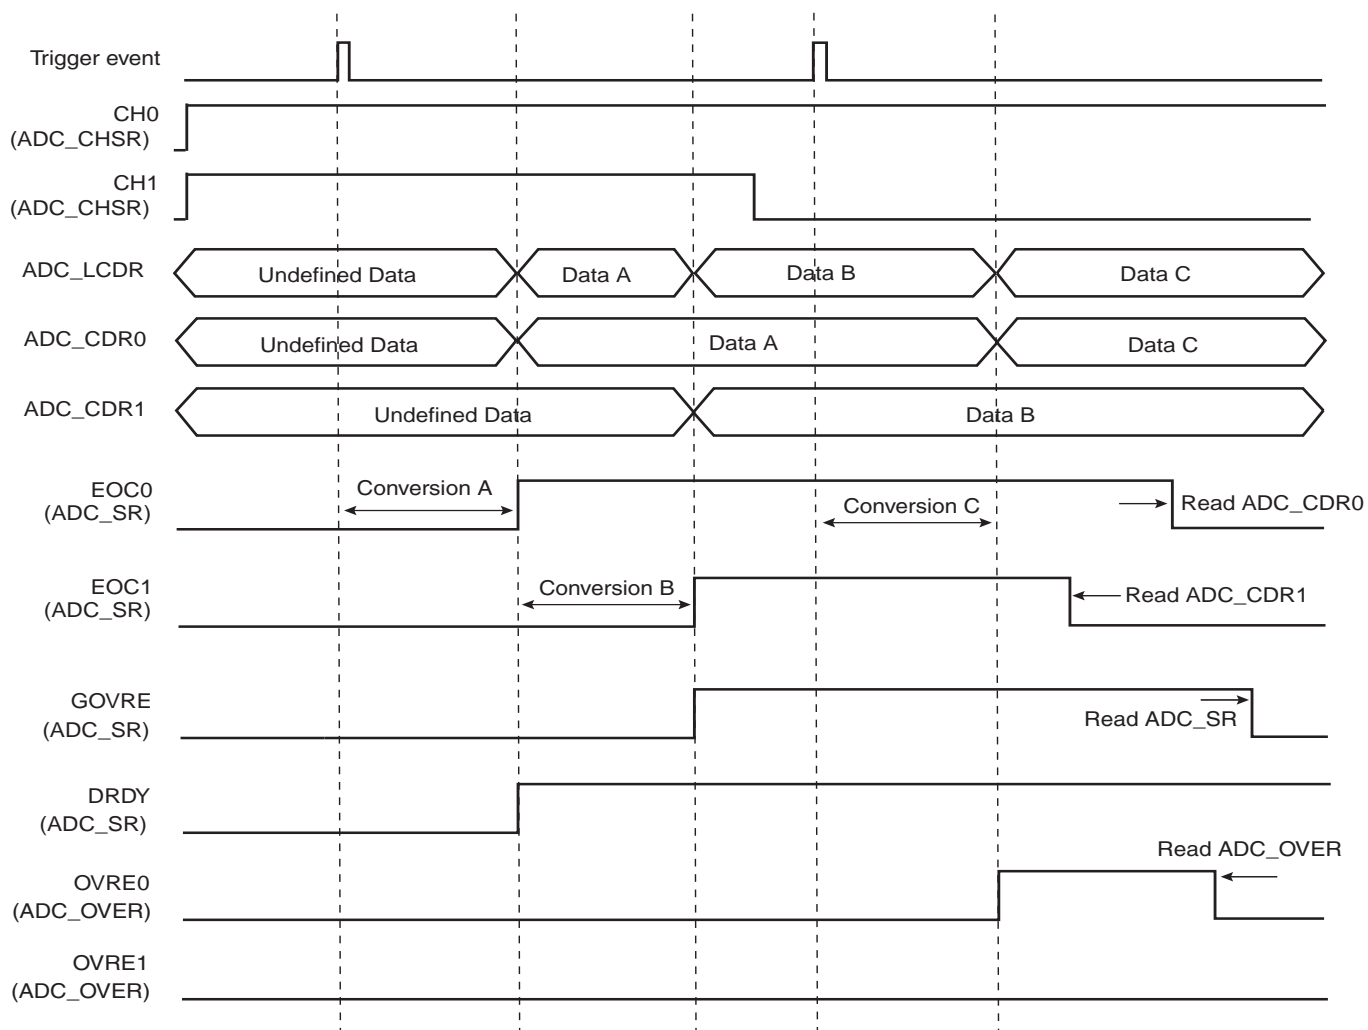 Trigger event
CH0
(ADC_CHSR)
CH1
(ADC_CHSR)
ADC_LCDR
Undefined Data
Data A
Data B
Data C
ADC_CDR0
Undefined Data
Data A
Data C
ADC_CDR1
Undefined Data
Data B
EOC0
(ADC_SR)
Conversion A
Conversion C
Read ADC_CDR0
EOC1
(ADC_SR)
Conversion B
Read ADC_CDR1
GOVRE
(ADC_SR)
Read ADC_SR
DRDY
(ADC_SR)
Read ADC_OVER
OVRE0
(ADC_OVER)
OVRE1
(ADC_OVER)